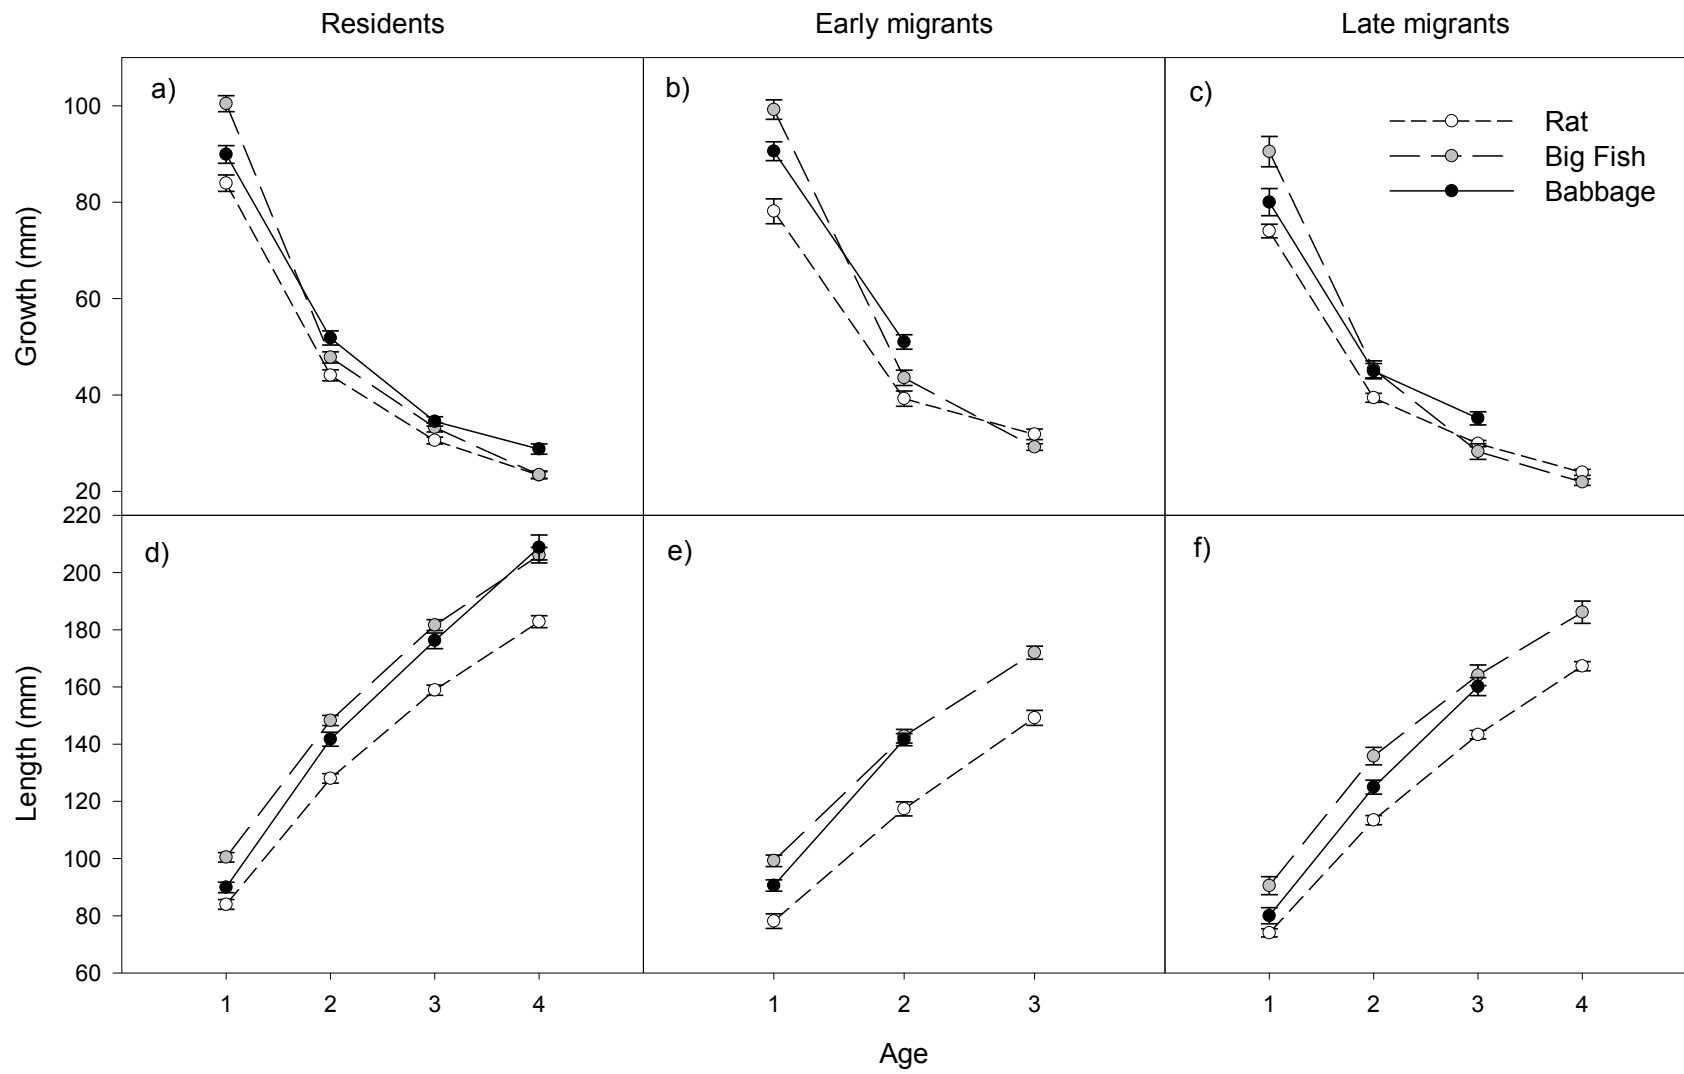 Residents
Early migrants
Late migrants
a)
b)
c)
Rat
Big Fish
Babbage
Growth (mm)
100
80
60
40
20
d)
e)
f)
Length (mm)
220
200
180
160
140
120
100
80
60
1 2 3 4
1 2 3
1 2 3 4
Age